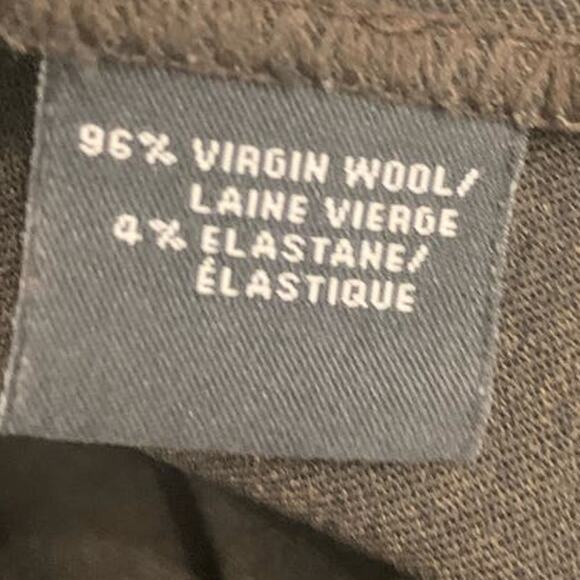 96% VIRGIN WOOL/
LAINE VIERGE
4% ELASTANE/
ÉLASTIQUE